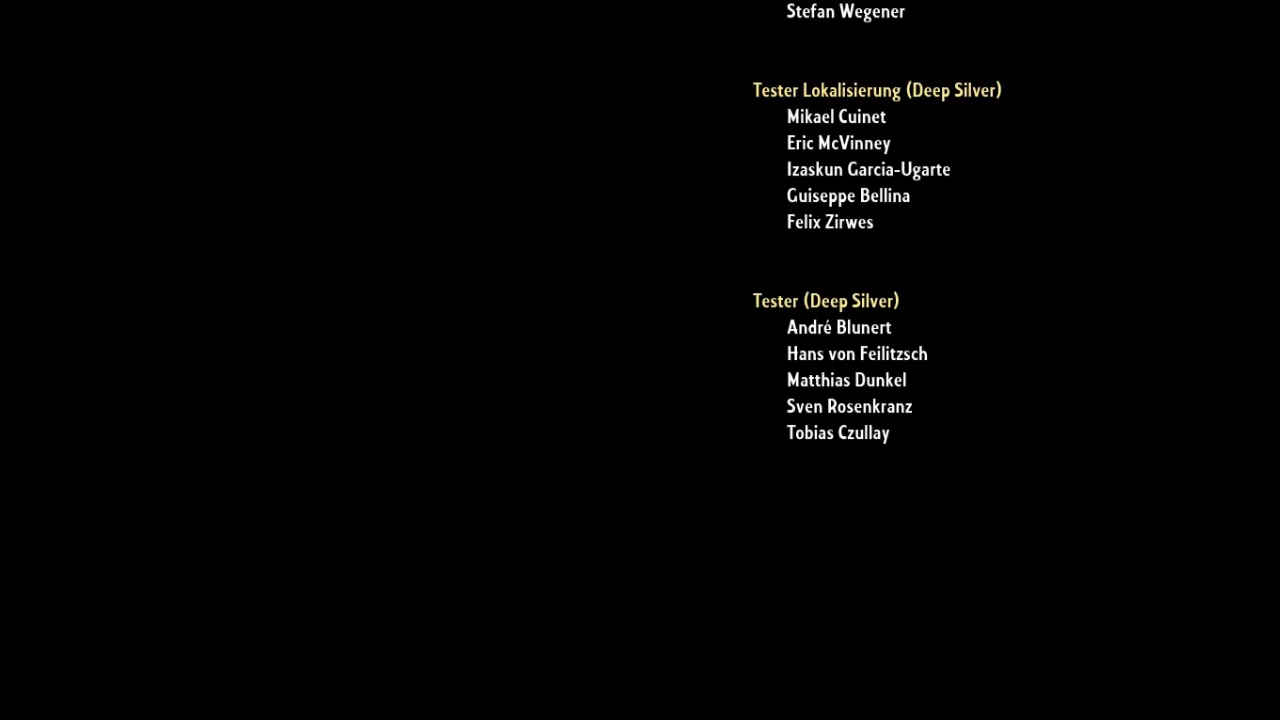 Stefan Wegener
Tester Lokalisierung (Deep Silver)
Mikael Cuinet
Eric McVinney
Izaskun Garcia-Ugarte
Guiseppe Bellina
Felix Zirwes
Tester (Deep Silver)
André Blunert
Hans von Feilitzsch
Matthias Dunkel
Sven Rosenkranz
Tobias Czullay